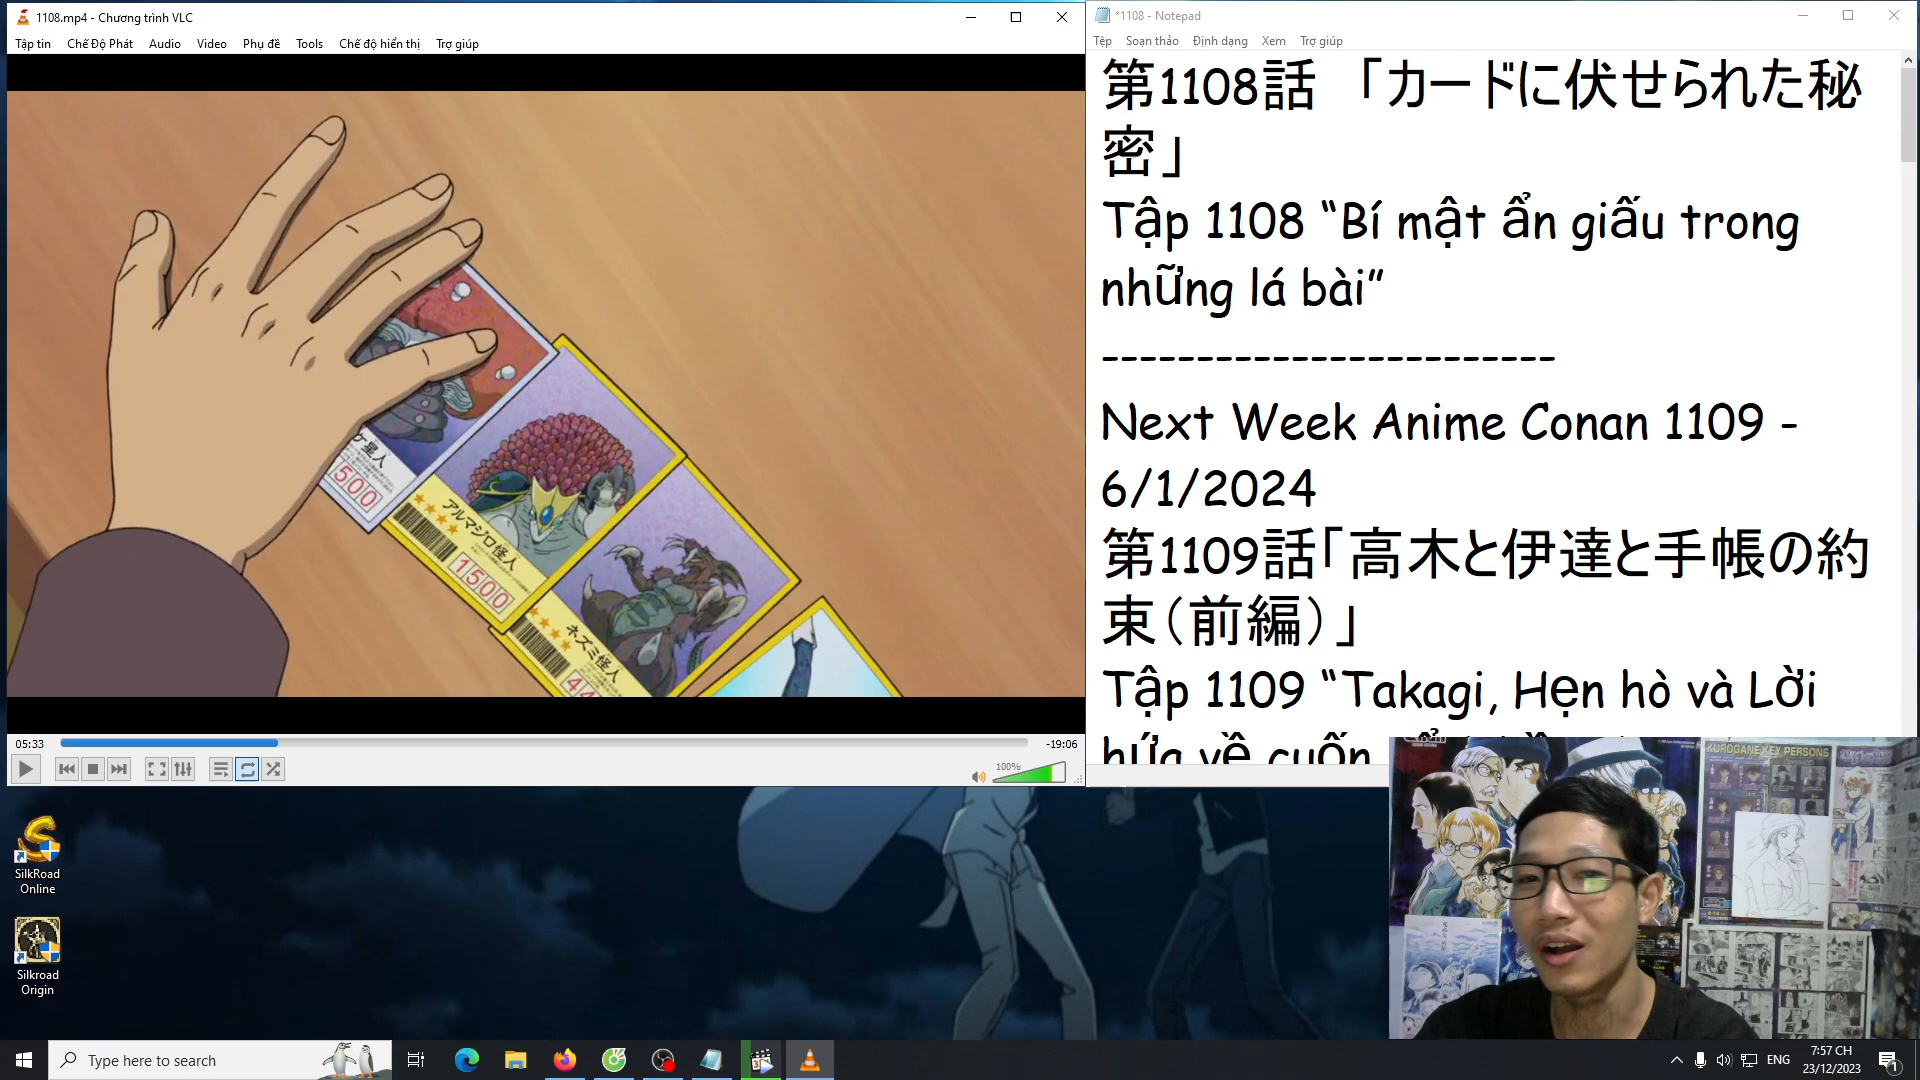 1108.mp4 - Chương trình VLC
Tập tin Chế Độ Phát Audio Video Phụ đề Tools Chế độ hiển thị Trợ giúp
500
アルマジロ怪人
1500
ネズミ怪人
05:33
-19:06
100%
*1108 - Notepad
Tệp Soạn thảo Định dạng Xem Trợ giúp
第1108話 「カードに伏せられた秘
密」
Tập 1108 “Bí mật ẩn giấu trong
những lá bài”
------------------------
Next Week Anime Conan 1109 -
6/1/2024
第1109話「高木と伊達と手帳の約
束（前編）」
Tập 1109 “Takagi, Hẹn hò và Lời
hứa về cuốn
KUROGANE KEY PERSONS
SilkRoad
Online
Silkroad
Origin
Type here to search
ENG
7:57 CH
23/12/2023
1